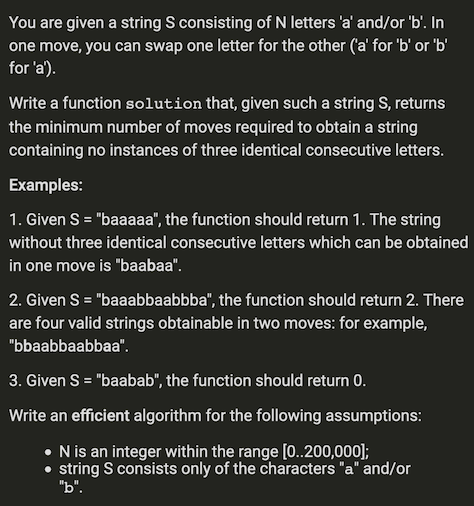 You are given a string S consisting of N letters 'a' and/or 'b'. In
one move, you can swap one letter for the other ('a' for 'b' or 'b'
for 'a').
Write a function solution that, given such a string S, returns
the minimum number of moves required to obtain a string
containing no instances of three identical consecutive letters.
Examples:
1. Given S = "baaaaa", the function should return 1. The string
without three identical consecutive letters which can be obtained
in one move is "baabaa".
2. Given S = "baaabbaabbba", the function should return 2. There
are four valid strings obtainable in two moves: for example,
"bbaabbaabbaa".
3. Given S = "baabab", the function should return 0.
Write an efficient algorithm for the following assumptions:
• N is an integer within the range [0..200,000];
• string S consists only of the characters "a" and/or
"b".